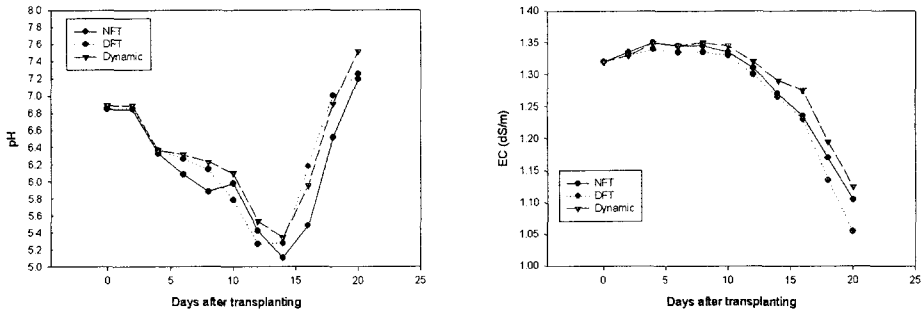 8.0
7.8
7.6
7.4
7.2
7.0
6.8
6.6
6.4
6.2
6.0
5.8
5.6
5.4
5.2
5.0
pH
NFT
DFT
Dynamic
0 5 10 15 20 25
Days after transplanting
1.40
1.35
1.30
1.25
1.20
1.15
1.10
1.05
1.00
EC (dS/m)
NFT
DFT
Dynamic
0 5 10 15 20 25
Days after transplanting